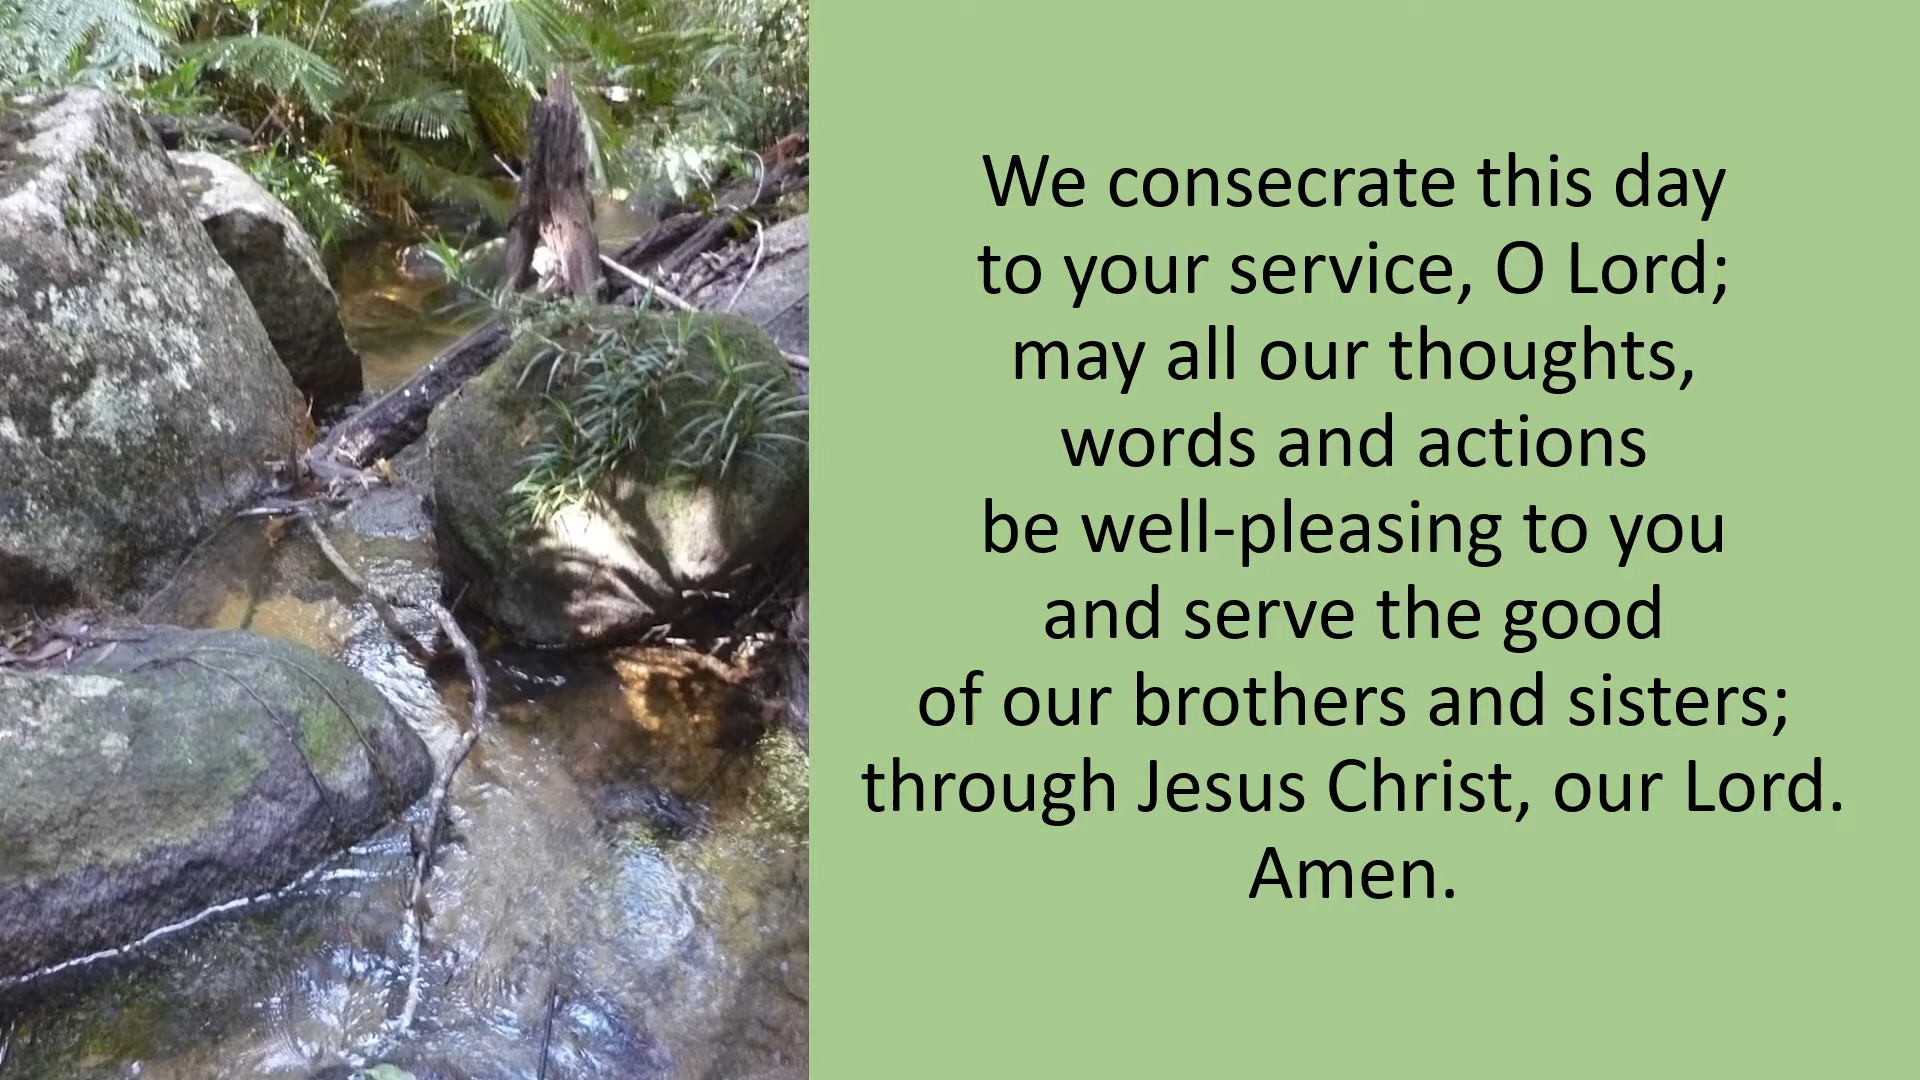 We consecrate this day
to your service, O Lord;
may all our thoughts,
words and actions
be well-pleasing to you
and serve the good
of our brothers and sisters;
through Jesus Christ, our Lord.
Amen.